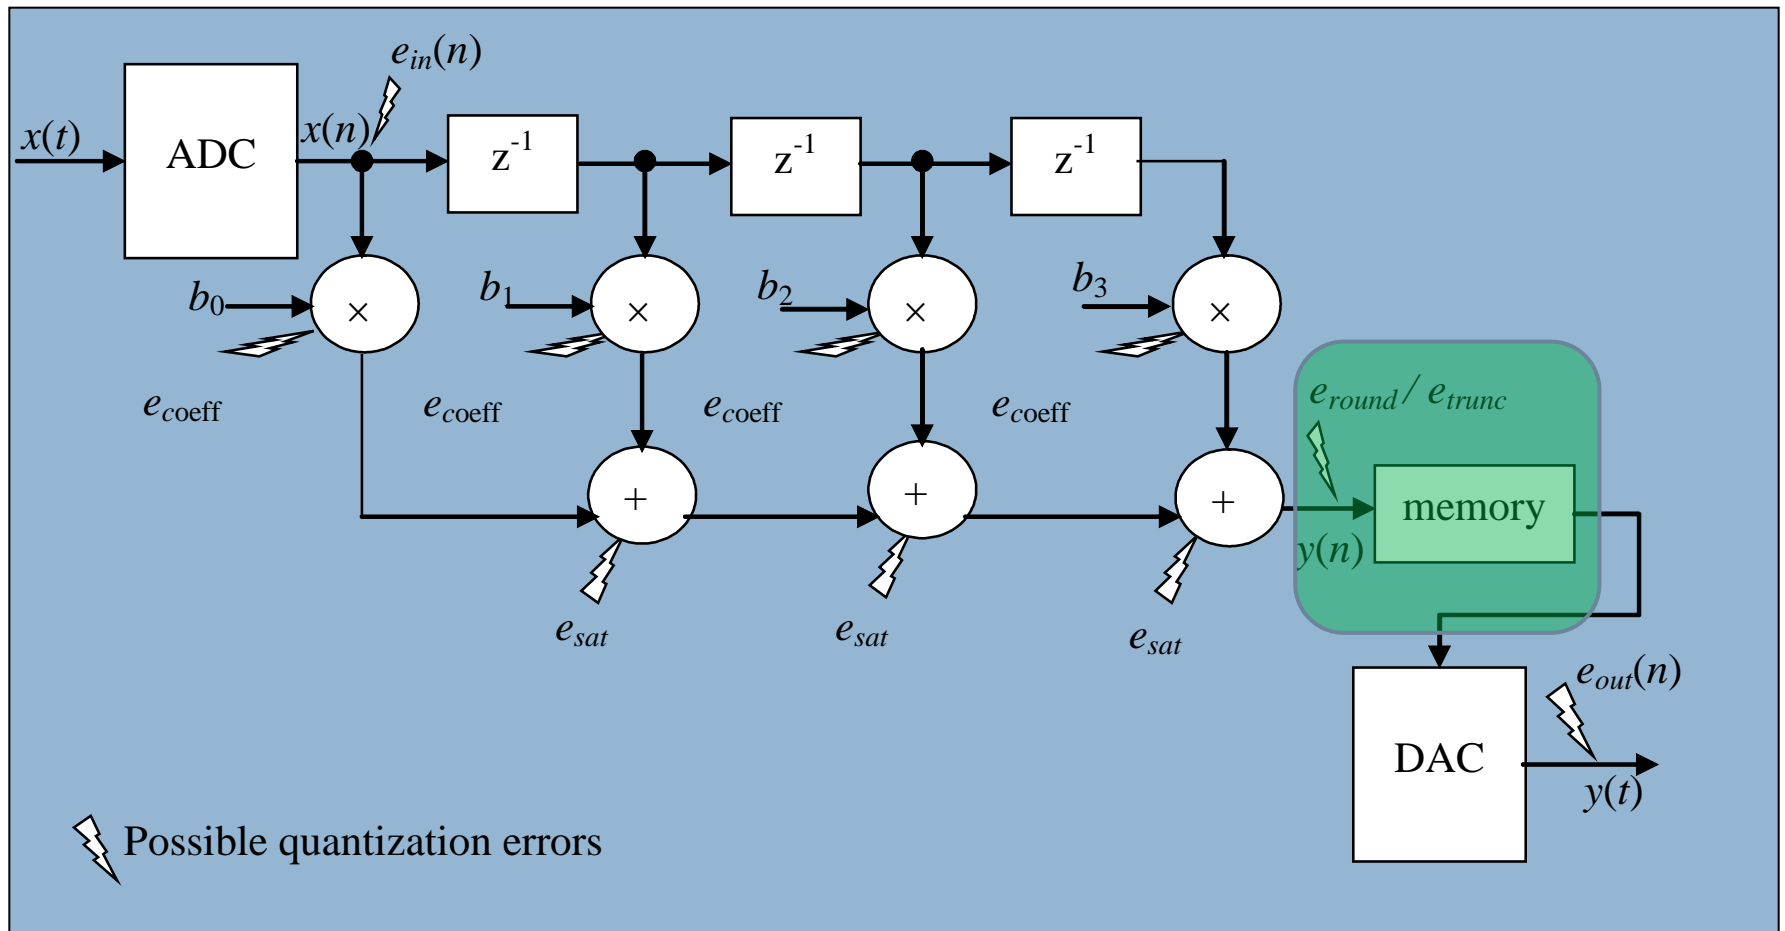 e_in(n)
x(t)
ADC
x(n)
z^-1
z^-1
z^-1
b_0
×
b_1
×
b_2
×
b_3
×
e_coeff
e_coeff
e_coeff
e_coeff
e_round / e_trunc
+
+
+
y(n)
memory
e_sat
e_sat
e_sat
e_out(n)
DAC
y(t)
Possible quantization errors